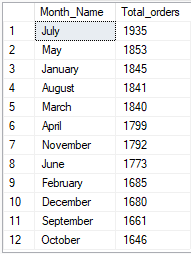 Month_Name Total_orders
1 July 1935
2 May 1853
3 January 1845
4 August 1841
5 March 1840
6 April 1799
7 November 1792
8 June 1773
9 February 1685
10 December 1680
11 September 1661
12 October 1646